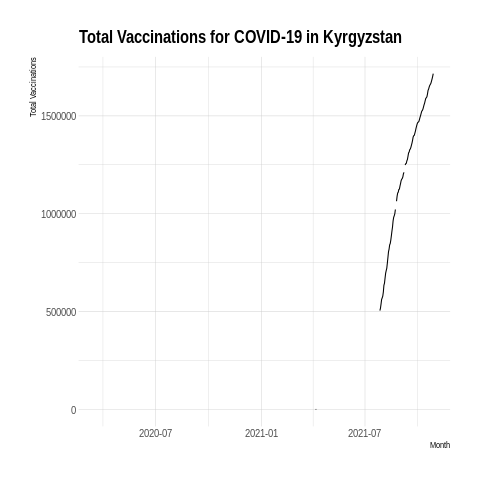 Total Vaccinations for COVID-19 in Kyrgyzstan
Total Vaccinations
1500000
1000000
500000
0
2020-07
2021-01
2021-07
Month